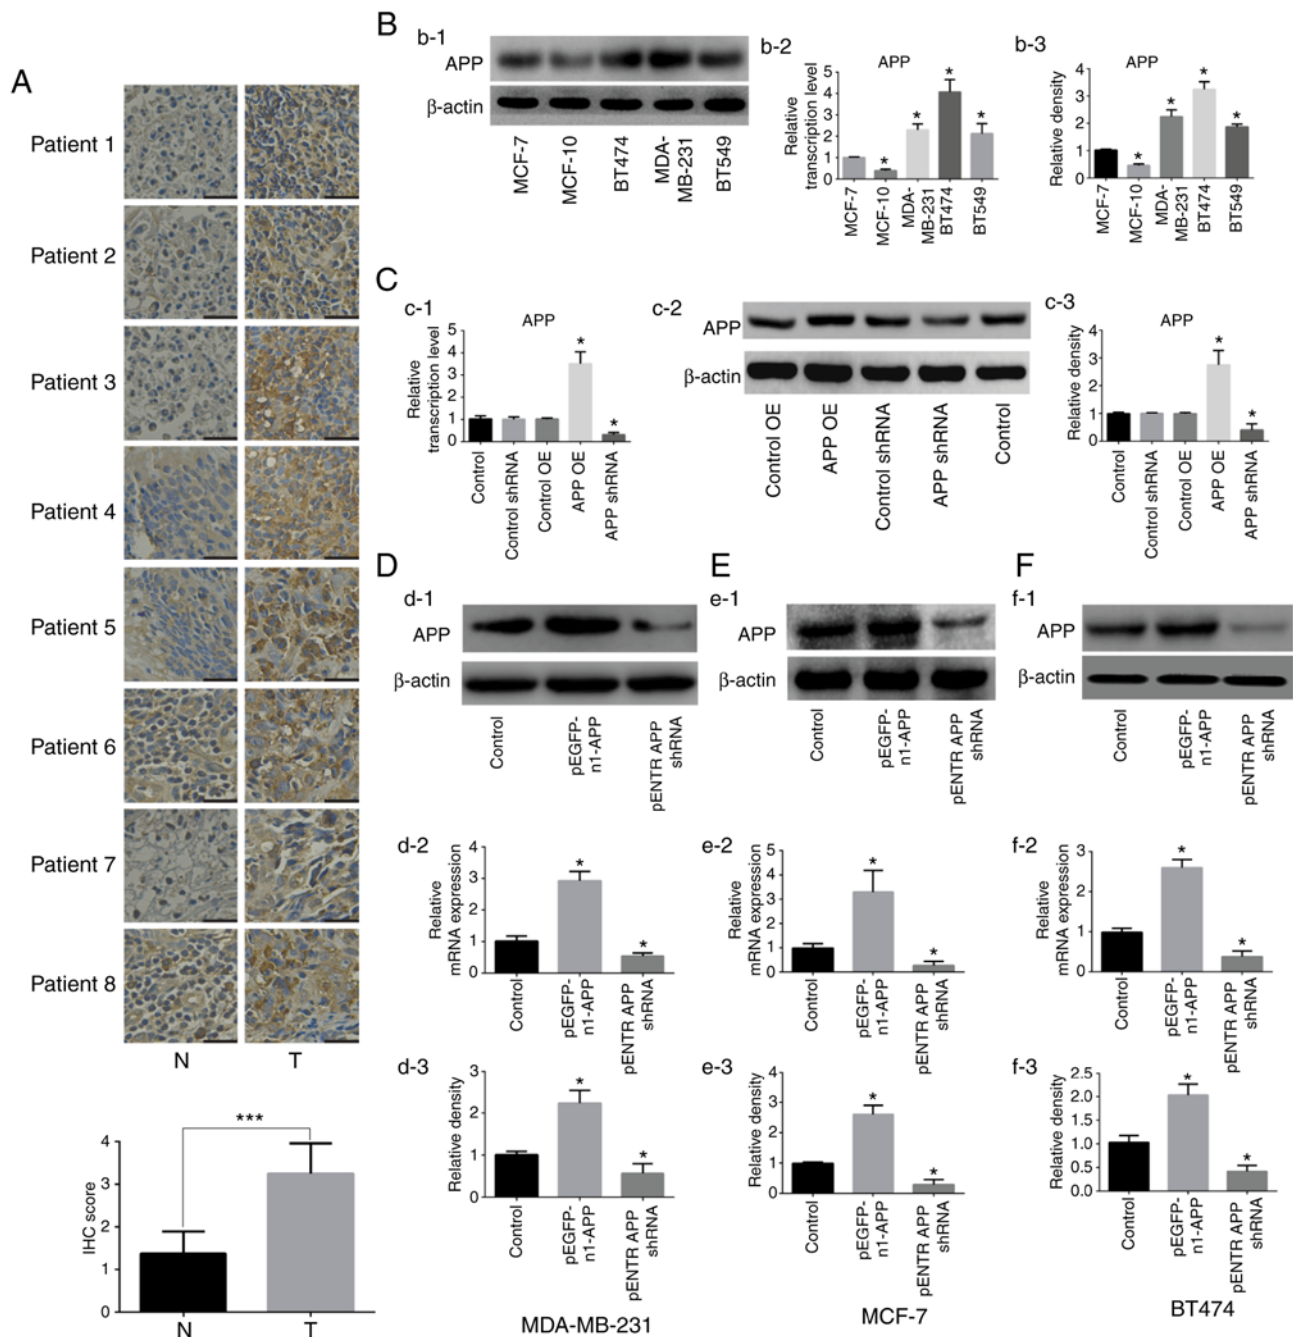 A
Patient 1
Patient 2
Patient 3
Patient 4
Patient 5
Patient 6
Patient 7
Patient 8
N
T
***
IHC score
4
3
2
1
0
N
T
B
b-1
APP
β-actin
MCF-7
MCF-10
BT474
MDA-
MB-231
BT549
b-2
APP
Relative
transcription level
5
4
3
2
1
0
*
*
*
*
MCF-7
MCF-10
MDA-
MB-231
BT474
BT549
b-3
APP
Relative density
4
3
2
1
0
*
*
*
*
MCF-7
MCF-10
MDA-
MB-231
BT474
BT549
C
c-1
APP
Relative
transcription level
5
4
3
2
1
0
*
*
Control
Control shRNA
Control OE
APP OE
APP shRNA
c-2
APP
β-actin
Control OE
APP OE
Control shRNA
APP shRNA
Control
c-3
APP
Relative density
4
3
2
1
0
*
*
Control
Control shRNA
Control OE
APP OE
APP shRNA
D
d-1
APP
β-actin
Control
pEGFP-
n1-APP
pENTR APP
shRNA
d-2
Relative
mRNA expression
4
3
2
1
0
*
*
Control
pEGFP-
n1-APP
pENTR APP
shRNA
d-3
Relative density
3
2
1
0
*
*
Control
pEGFP-
n1-APP
pENTR APP
shRNA
MDA-MB-231
E
e-1
APP
β-actin
Control
pEGFP-
n1-APP
pENTR APP
shRNA
e-2
Relative
mRNA expression
5
4
3
2
1
0
*
*
Control
pEGFP-
n1-APP
pENTR APP
shRNA
e-3
Relative density
4
3
2
1
0
*
*
Control
pEGFP-
n1-APP
pENTR APP
shRNA
MCF-7
F
f-1
APP
β-actin
Control
pEGFP-
n1-APP
pENTR APP
shRNA
f-2
Relative
mRNA expression
3
2
1
0
*
*
Control
pEGFP-
n1-APP
pENTR APP
shRNA
f-3
Relative density
2.5
2.0
1.5
1.0
0.5
0.0
*
*
Control
pEGFP-
n1-APP
pENTR APP
shRNA
BT474